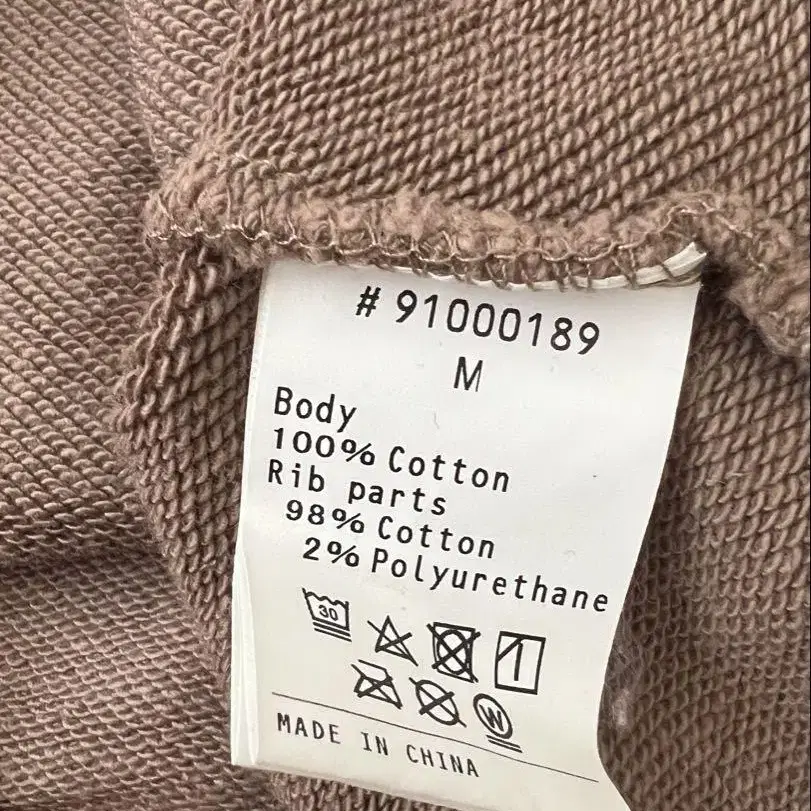 # 91000189
M
Body
100% Cotton
Rib parts
98% Cotton
2% Polyurethane
30
W
MADE IN CHINA